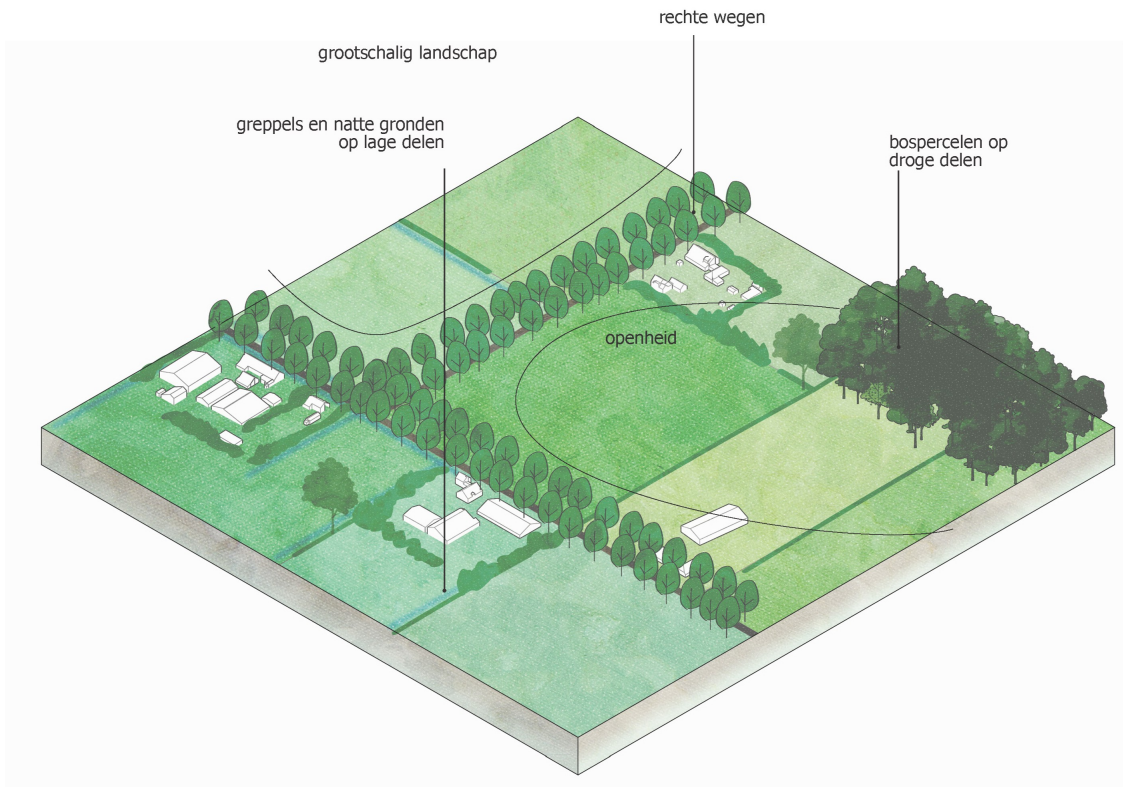 rechte wegen
grootschalig landschap
greppels en natte gronden
op lage delen
bospercelen op
droge delen
openheid